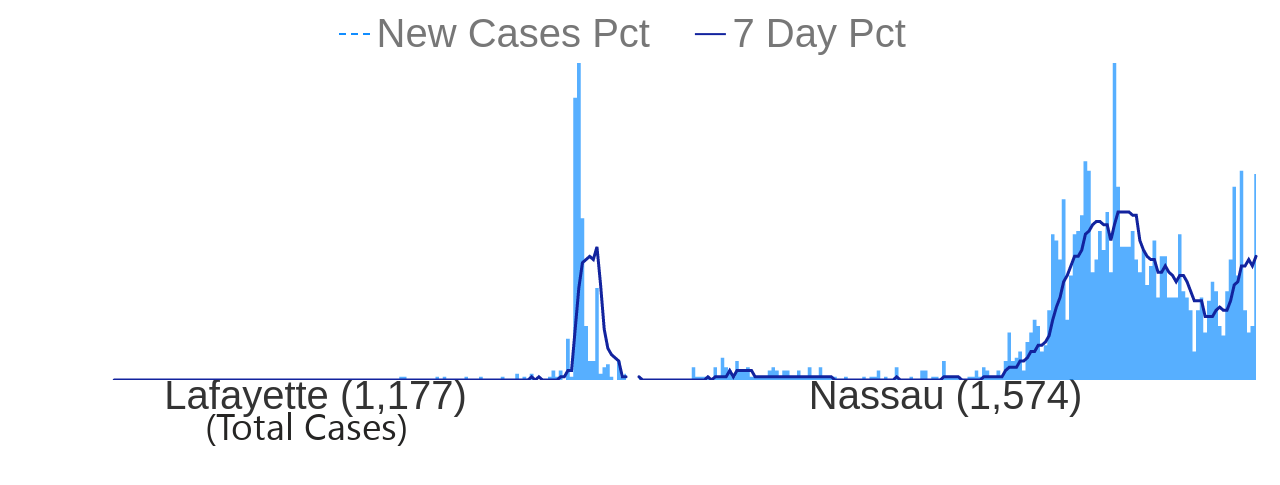 New Cases Pct 7 Day Pct
Lafayette (1,177) Nassau (1,574)
(Total Cases)